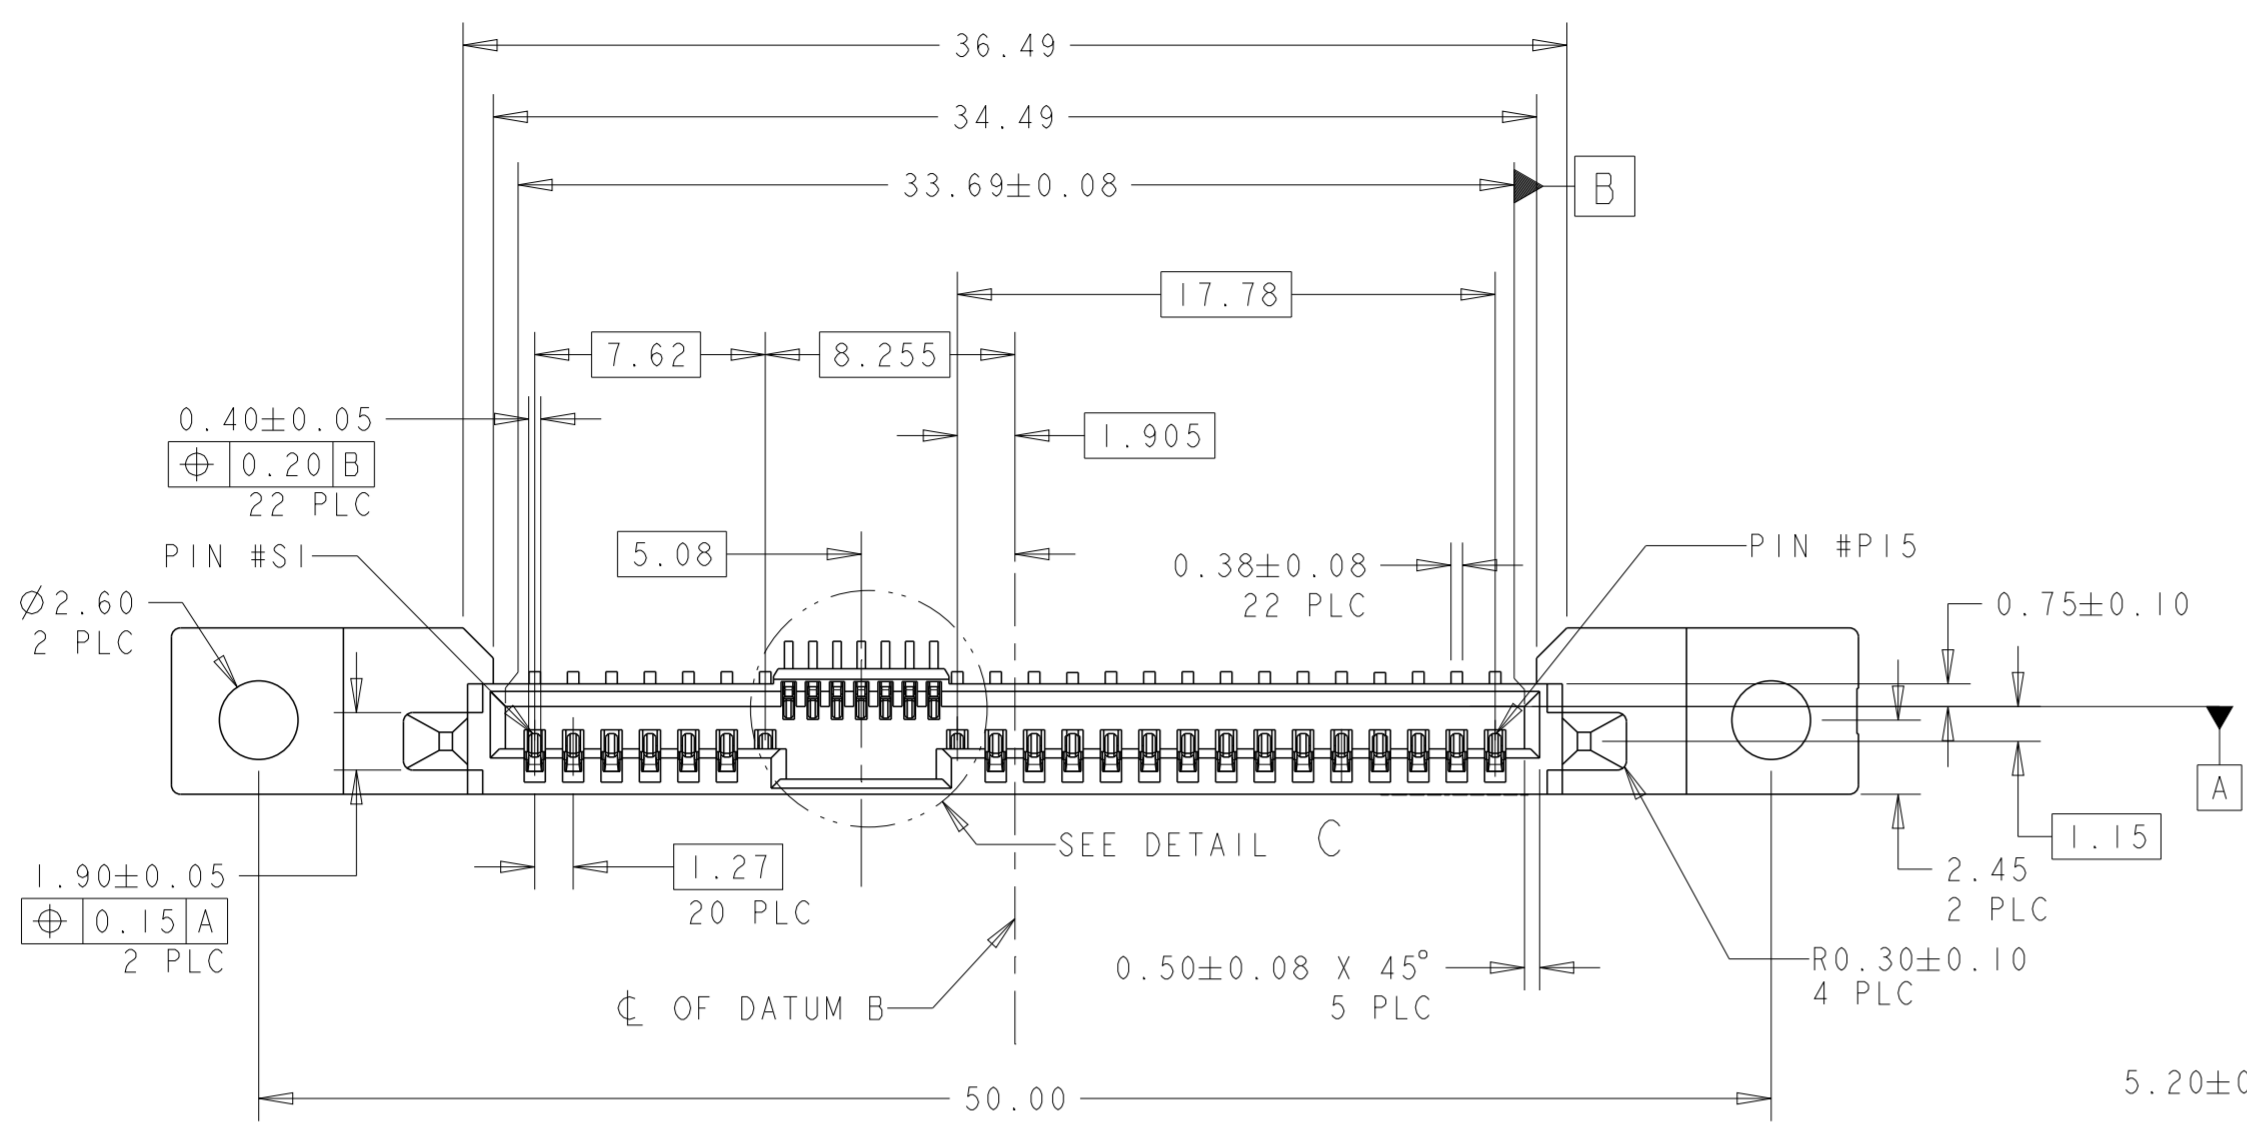 36.49
34.49
33.69±0.08
B
17.78
7.62
8.255
0.40±0.05
1.905
⌖ 0.20 B
22 PLC
5.08
PIN #S1
PIN #P15
0.38±0.08
22 PLC
Ø2.60
2 PLC
0.75±0.10
A
SEE DETAIL C
1.15
1.90±0.05
⌖ 0.15 A
2 PLC
1.27
20 PLC
2.45
2 PLC
0.50±0.08 X 45°
5 PLC
R0.30±0.10
4 PLC
℄ OF DATUM B
50.00
5.20±0